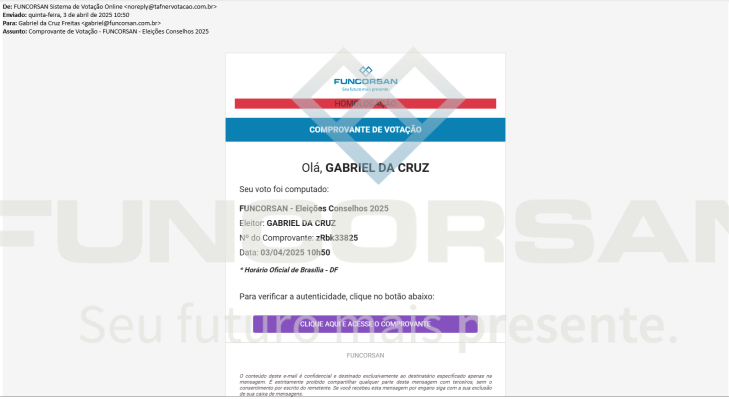 De: FUNCORSAN Sistema de Votação Online <noreply@tafnervotacao.com.br>
Enviado: quinta-feira, 3 de abril de 2025 10:50
Para: Gabriel da Cruz Freitas <gabriel@funcorsan.com.br>
Assunto: Comprovante de Votação - FUNCORSAN - Eleições Conselhos 2025
FUNCORSAN
Seu futuro mais presente.
HOMOLOGAÇÃO
COMPROVANTE DE VOTAÇÃO
Olá, GABRIEL DA CRUZ
Seu voto foi computado:
FUNCORSAN - Eleições Conselhos 2025
Eleitor: GABRIEL DA CRUZ
Nº do Comprovante: zRbk33825
Data: 03/04/2025 10h50
* Horário Oficial de Brasília - DF
Para verificar a autenticidade, clique no botão abaixo:
CLIQUE AQUI E ACESSE O COMPROVANTE
FUNCORSAN
O conteúdo deste e-mail é confidencial e destinado exclusivamente ao destinatário especificado apenas na
mensagem. É estritamente proibido compartilhar qualquer parte desta mensagem com terceiros, sem o
consentimento por escrito do remetente. Se você recebeu esta mensagem por engano siga com a sua exclusão
de sua caixa de mensagens.
FUNCORSAN
Seu futuro mais presente.